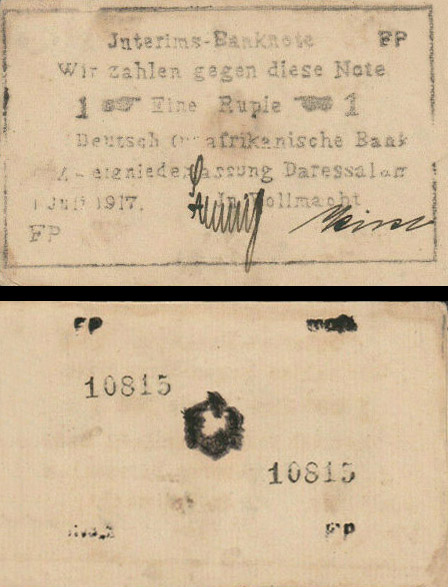 Interims-Banknote FP
Wir zahlen gegen diese Note
1 Eine Rupie 1
Deutsch Ostafrikanische Bank
Zweigniederlassung Daressalam
1 Juli 1917. In Vollmacht
FP
FP
10815
10815
FP